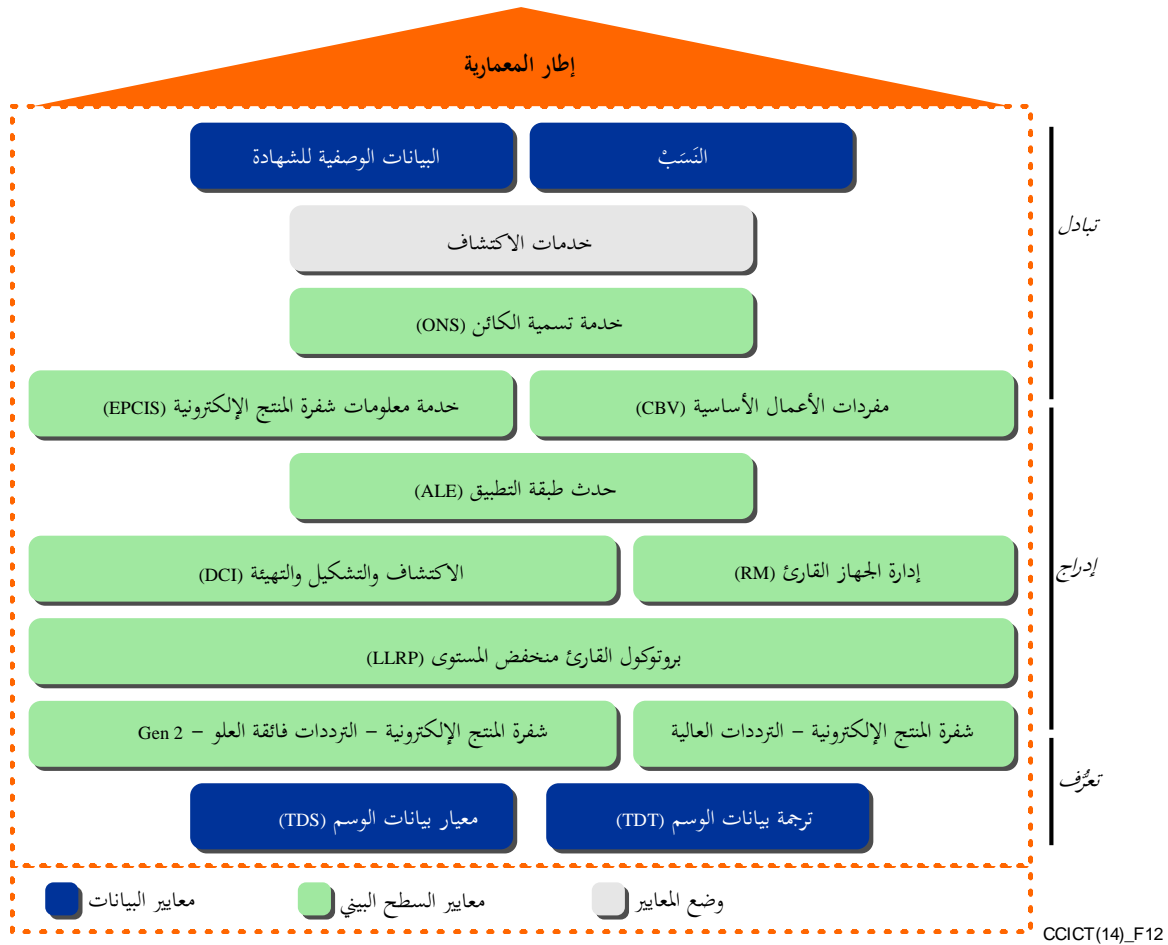 إطار المعمارية
النَسَبْ
البيانات الوصفية للشهادة
خدمات الاكتشاف
خدمة تسمية الكائن (ONS)
مفردات الأعمال الأساسية (CBV)
خدمة معلومات شفرة المنتج الإلكترونية (EPCIS)
حدث طبقة التطبيق (ALE)
إدارة الجهاز القارئ (RM)
الاكتشاف والتشكيل والتهيئة (DCI)
بروتوكول القارئ منخفض المستوى (LLRP)
شفرة المنتج الإلكترونية – الترددات العالية
شفرة المنتج الإلكترونية – الترددات فائقة العلو – Gen 2
ترجمة بيانات الوسم (TDT)
معيار بيانات الوسم (TDS)
تبادل
إدراج
تعرُّف
وضع المعايير
معايير السطح البيني
معايير البيانات
CCICT(14)_F12